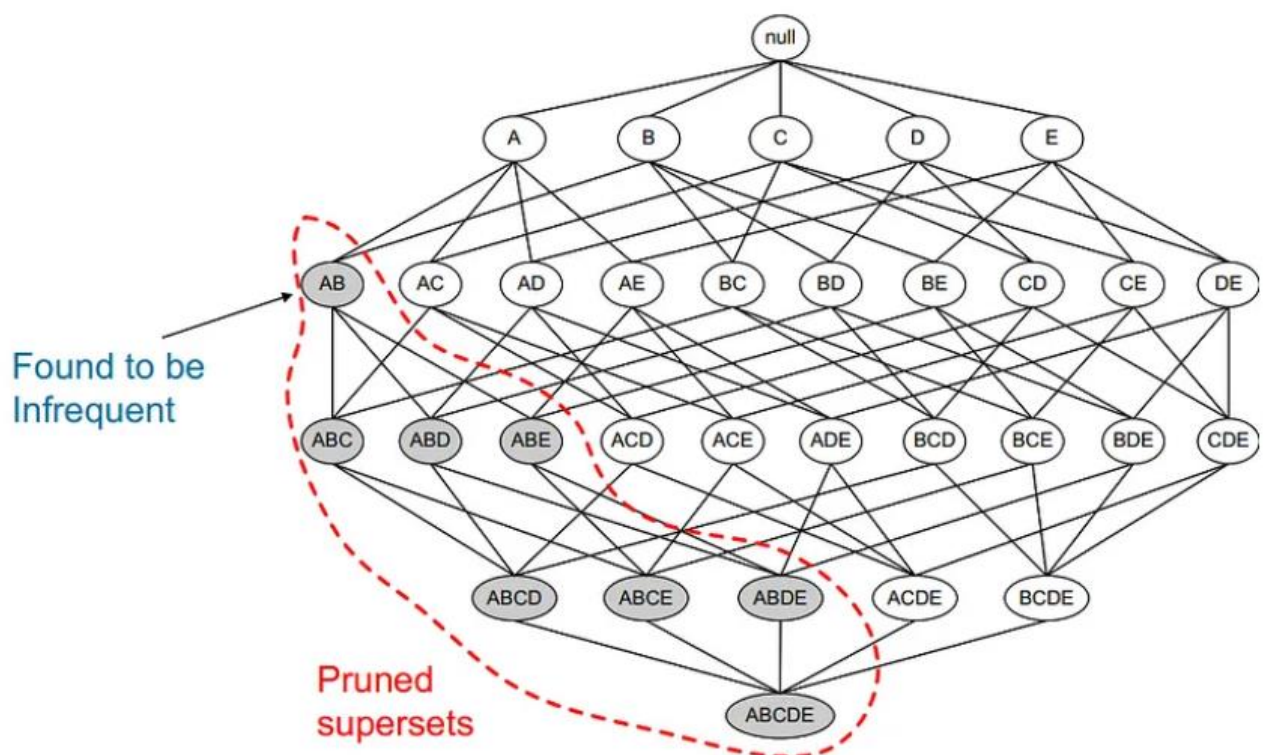 null
A B C D E
AB AC AD AE BC BD BE CD CE DE
Found to be
Infrequent
ABC ABD ABE ACD ACE ADE BCD BCE BDE CDE
ABCD ABCE ABDE ACDE BCDE
Pruned
supersets
ABCDE